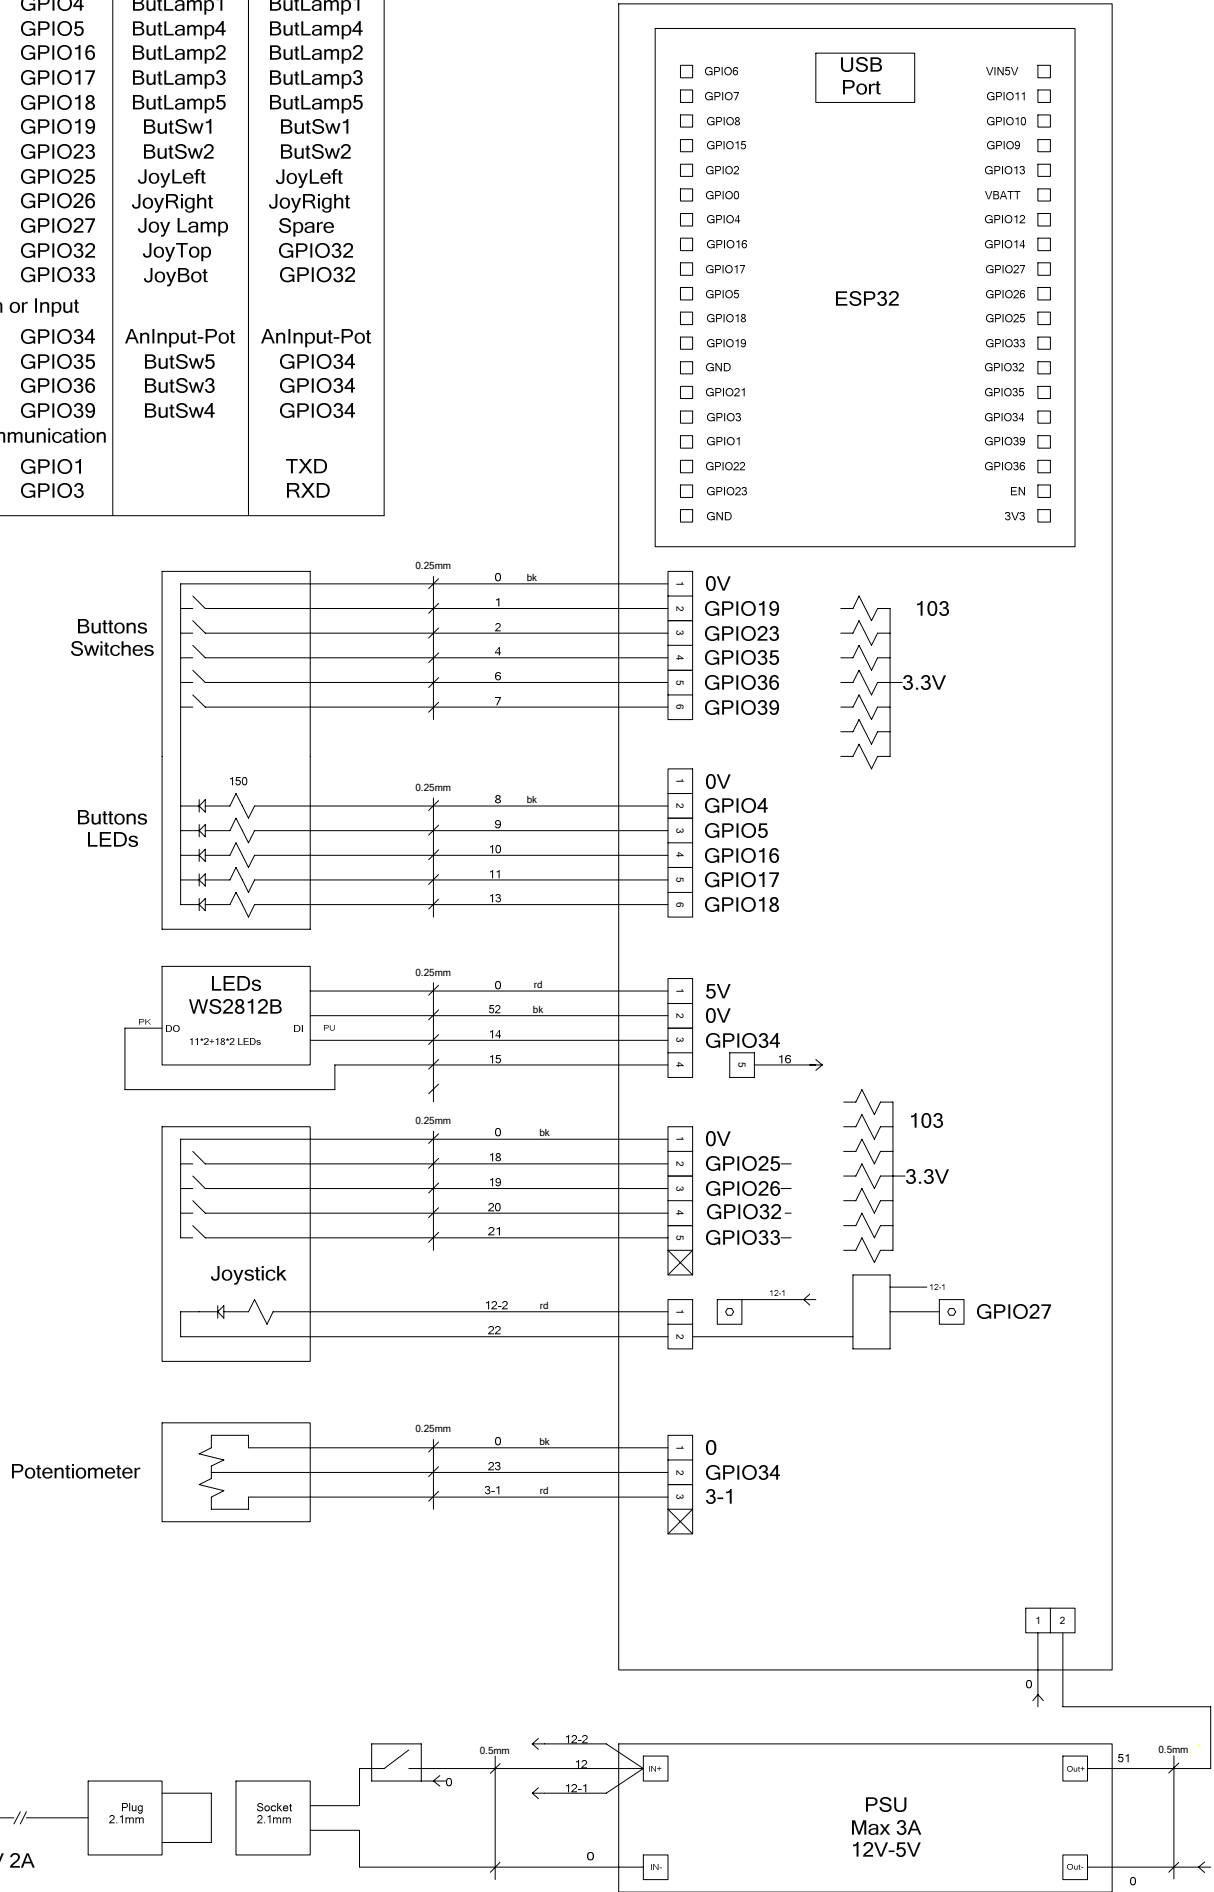 GPIO4 ButLamp1 ButLamp1
GPIO5 ButLamp4 ButLamp4
GPIO16 ButLamp2 ButLamp2
GPIO17 ButLamp3 ButLamp3
GPIO18 ButLamp5 ButLamp5
GPIO19 ButSw1 ButSw1
GPIO23 ButSw2 ButSw2
GPIO25 JoyLeft JoyLeft
GPIO26 JoyRight JoyRight
GPIO27 Joy Lamp Spare
GPIO32 JoyTop GPIO32
GPIO33 JoyBot GPIO32
or Input
GPIO34 AnInput-Pot AnInput-Pot
GPIO35 ButSw5 GPIO34
GPIO36 ButSw3 GPIO34
GPIO39 ButSw4 GPIO34
mmunication
GPIO1 TXD
GPIO3 RXD
USB
Port
ESP32
GPIO6 VIN5V
GPIO7 GPIO11
GPIO8 GPIO10
GPIO15 GPIO9
GPIO2 GPIO13
GPIO0 VBATT
GPIO4 GPIO12
GPIO16 GPIO14
GPIO17 GPIO27
GPIO5 GPIO26
GPIO18 GPIO25
GPIO19 GPIO33
GND GPIO32
GPIO21 GPIO35
GPIO3 GPIO34
GPIO1 GPIO39
GPIO22 GPIO36
GPIO23 EN
GND 3V3
Buttons
Switches
0.25mm
0 bk 1 0V
1 2 GPIO19
2 3 GPIO23
4 4 GPIO35
6 5 GPIO36
7 6 GPIO39
103
3.3V
Buttons
LEDs
150
0.25mm
1 0V
8 bk 2 GPIO4
9 3 GPIO5
10 4 GPIO16
11 5 GPIO17
13 6 GPIO18
LEDs
WS2812B
PK DO DI PU
11*2+18*2 LEDs
0.25mm
0 rd 1 5V
52 bk 2 0V
14 3 GPIO34
15 4 5 16
0.25mm
0 bk 1 0V
18 2 GPIO25
19 3 GPIO26
20 4 GPIO32
21 5 GPIO33
103
3.3V
Joystick
12-2 rd 1
22 2
0 12-1
12-1
0 GPIO27
Potentiometer
0.25mm
0 bk 1 0
23 2 GPIO34
3-1 rd 3 3-1
1 2
0
12-2
12
12-1
0.5mm
0
IN+
IN-
0
PSU
Max 3A
12V-5V
Out+
Out-
51
0.5mm
0
Plug
2.1mm
Socket
2.1mm
2A